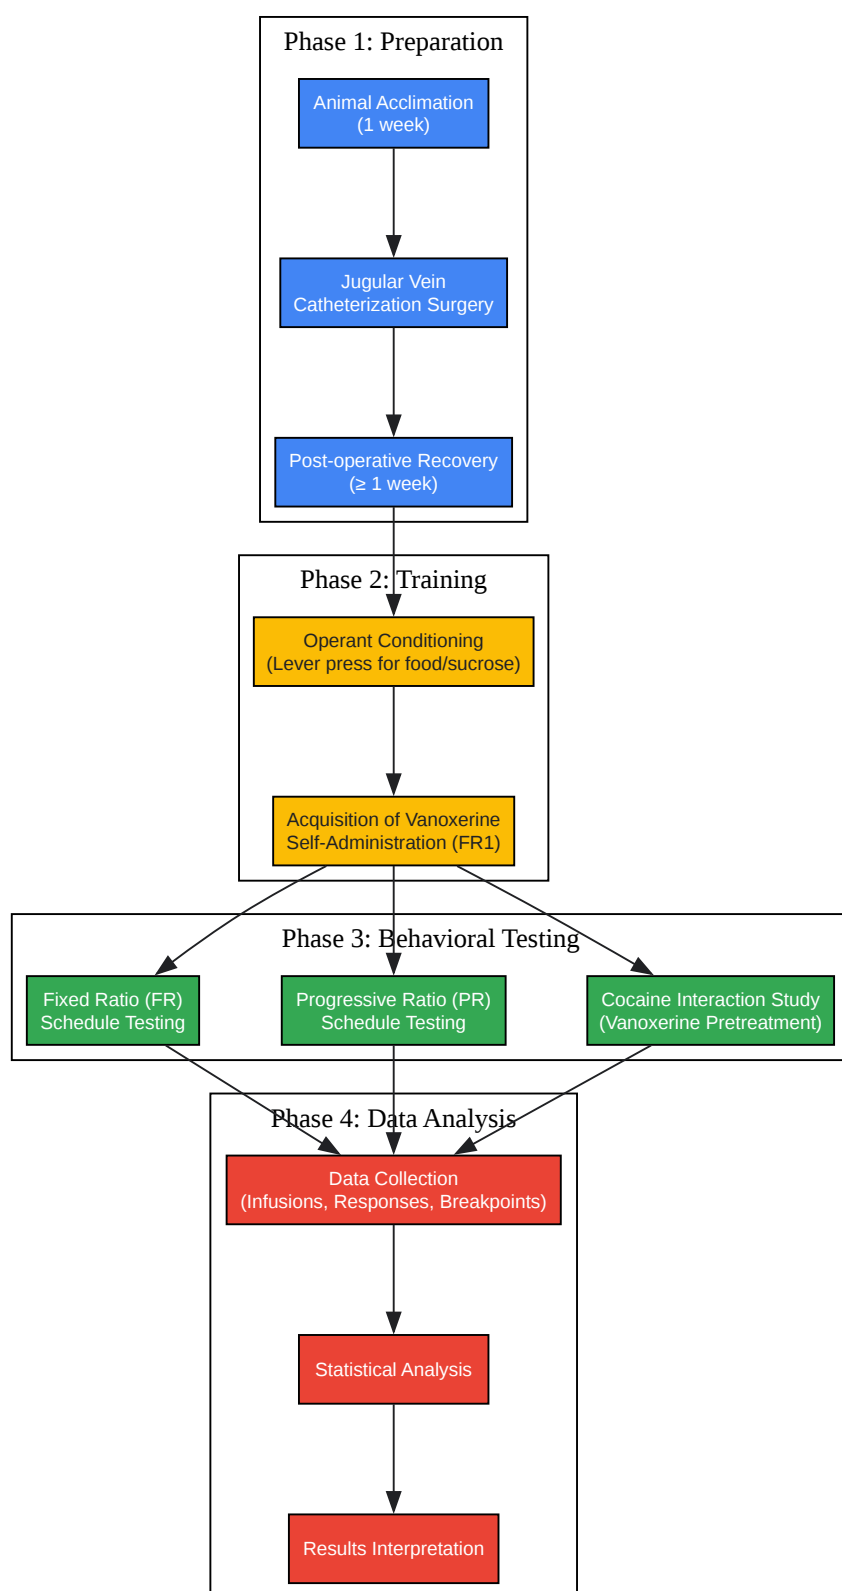 Phase 1: Preparation
Animal Acclimation
(1 week)
Jugular Vein
Catheterization Surgery
Post-operative Recovery
(≥ 1 week)
Phase 2: Training
Operant Conditioning
(Lever press for food/sucrose)
Acquisition of Vanoxerine
Self-Administration (FR1)
Phase 3: Behavioral Testing
Fixed Ratio (FR)
Schedule Testing
Progressive Ratio (PR)
Schedule Testing
Cocaine Interaction Study
(Vanoxerine Pretreatment)
Phase 4: Data Analysis
Data Collection
(Infusions, Responses, Breakpoints)
Statistical Analysis
Results Interpretation